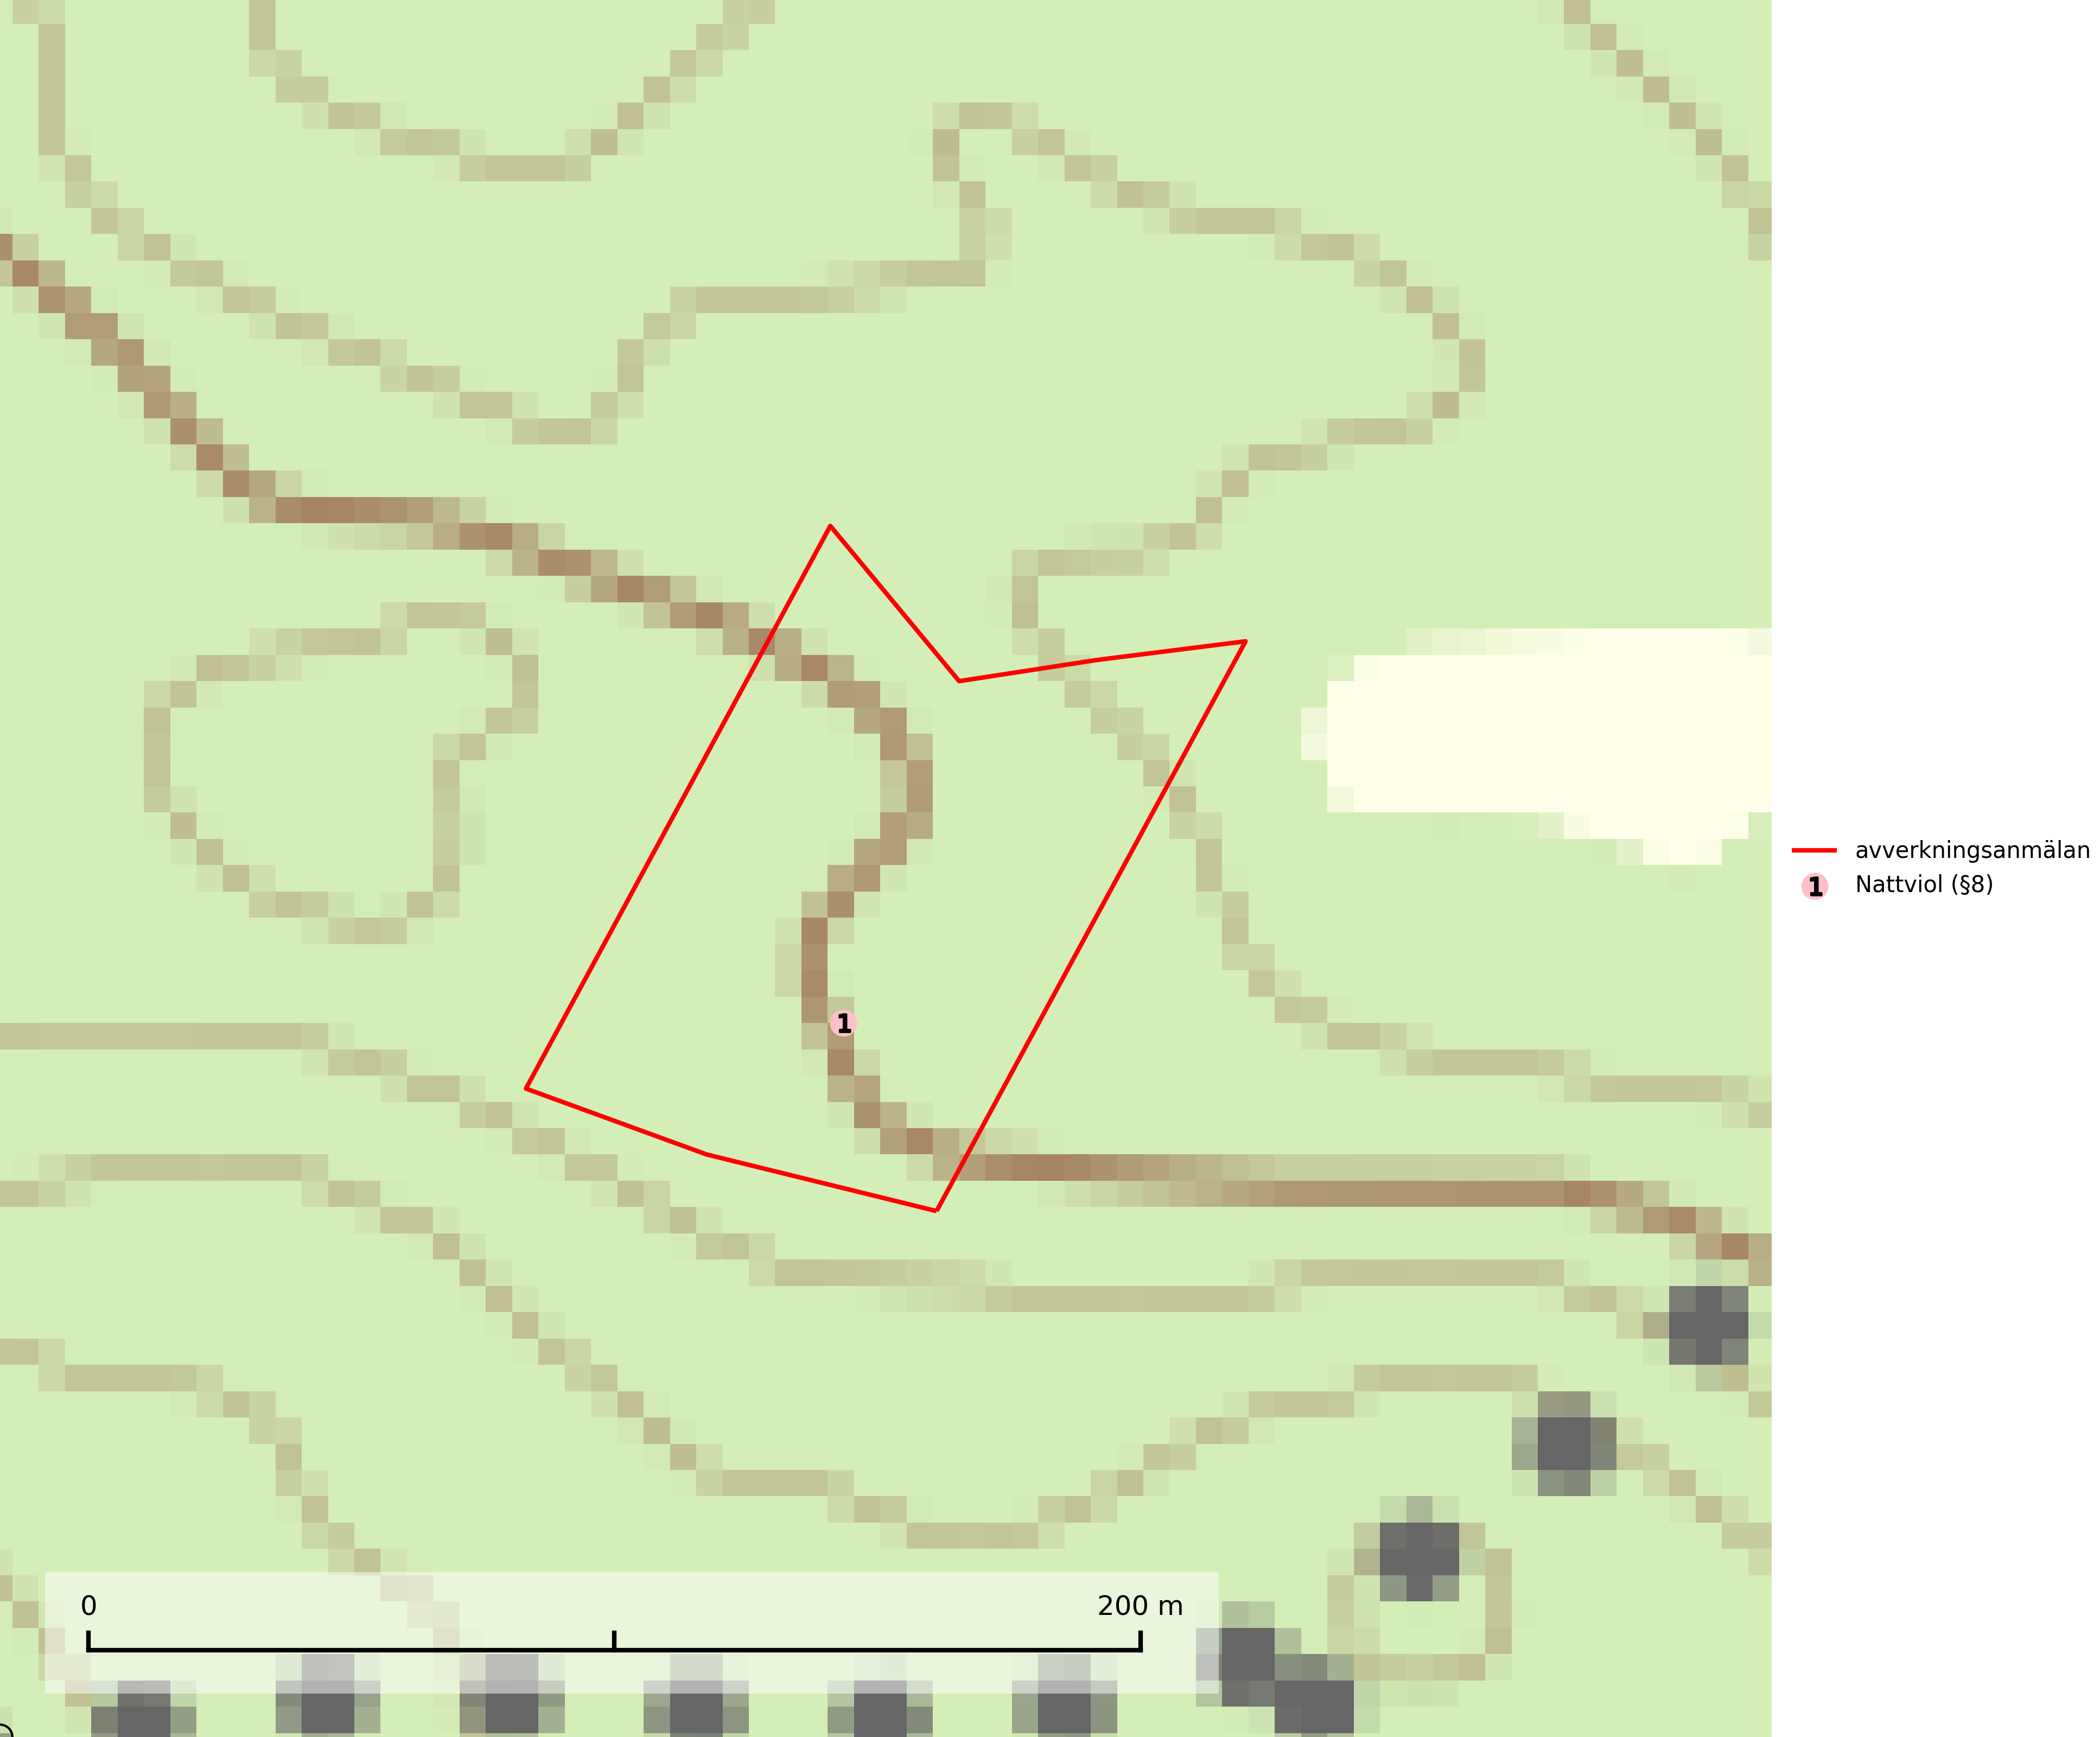 avverkningsanmälan
1 Nattviol (§8)
1
0 200 m